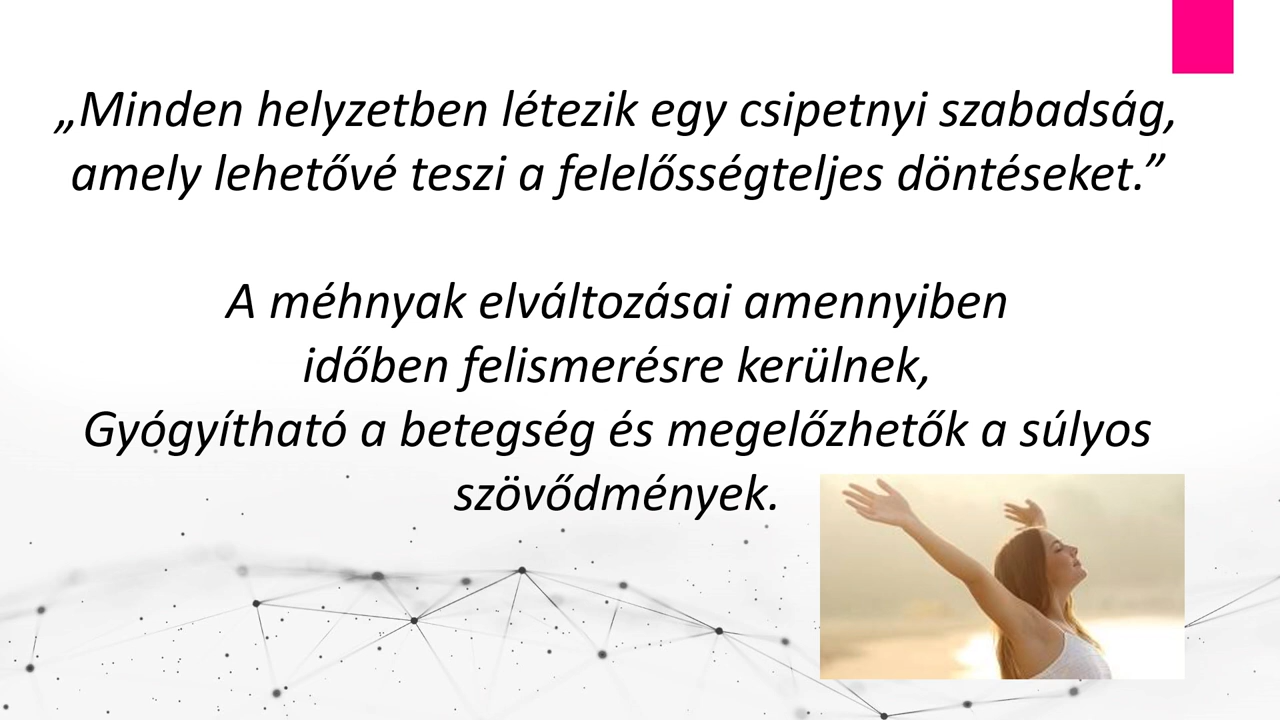 „Minden helyzetben létezik egy csipetnyi szabadság,
amely lehetővé teszi a felelősségteljes döntéseket.”
A méhnyak elváltozásai amennyiben
időben felismerésre kerülnek,
Gyógyítható a betegség és megelőzhetők a súlyos
szövődmények.